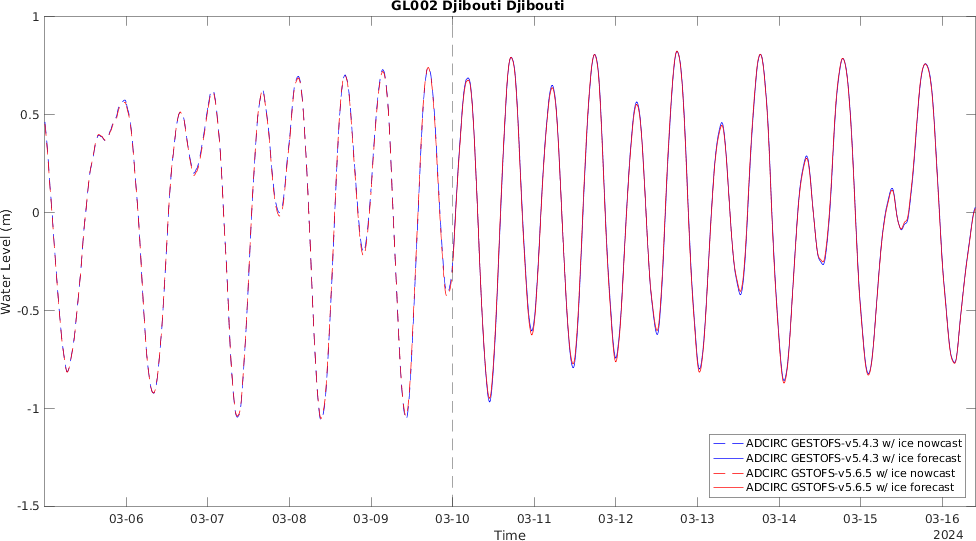 GL002 Djibouti Djibouti
1
0.5
0
-0.5
-1
-1.5
Water Level (m)
ADCIRC GESTOFS-v5.4.3 w/ ice nowcast
ADCIRC GESTOFS-v5.4.3 w/ ice forecast
ADCIRC GSTOFS-v5.6.5 w/ ice nowcast
ADCIRC GSTOFS-v5.6.5 w/ ice forecast
03-06 03-07 03-08 03-09 03-10 03-11 03-12 03-13 03-14 03-15 03-16
Time
2024